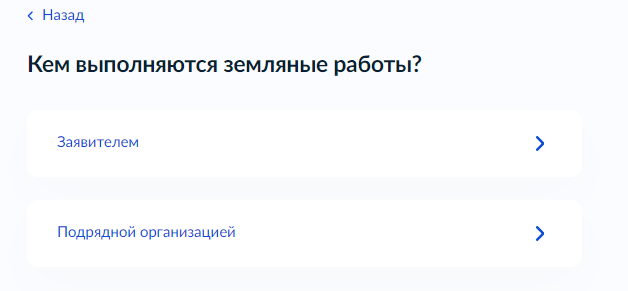 Назад
Кем выполняются земляные работы?
Заявителем
Подрядной организацией